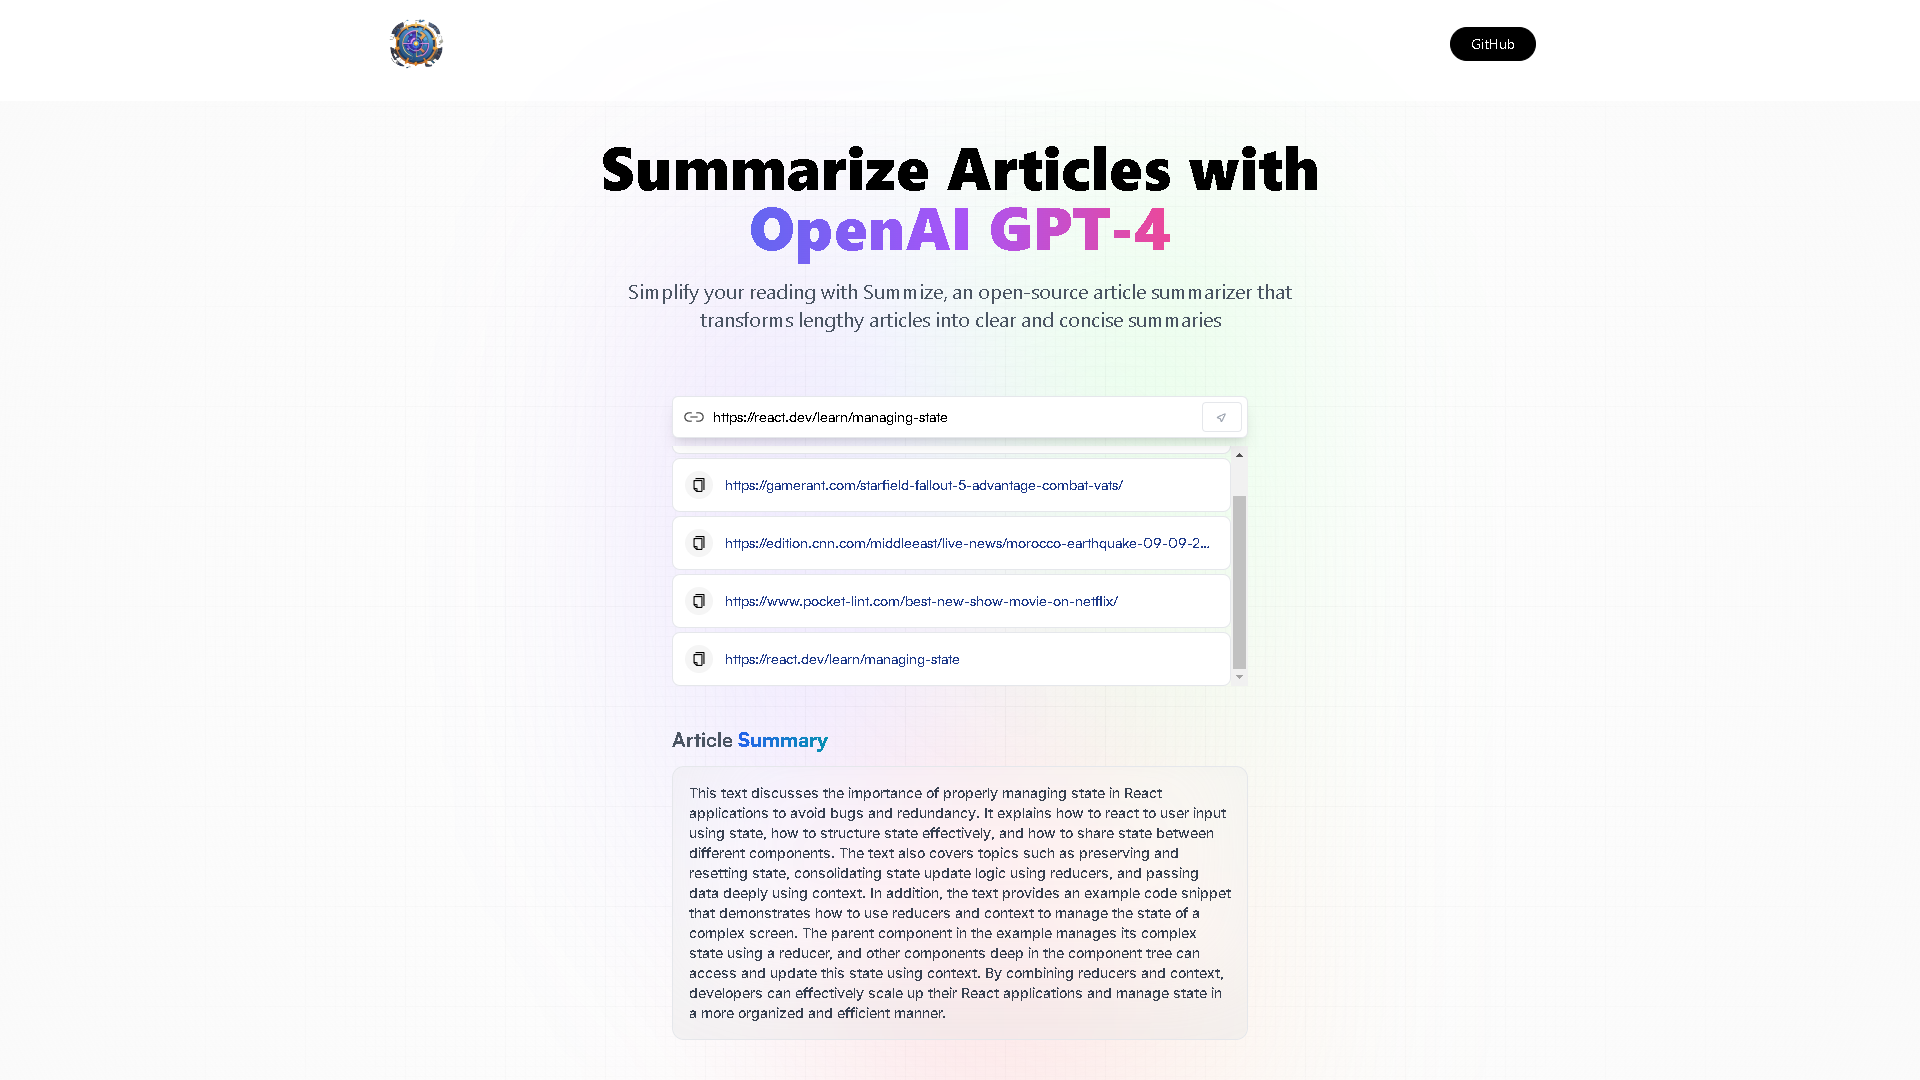 GitHub
Summarize Articles with
OpenAI GPT-4
Simplify your reading with Summize, an open-source article summarizer that
transforms lengthy articles into clear and concise summaries
https://react.dev/learn/managing-state
https://gamerant.com/starfield-fallout-5-advantage-combat-vats/
https://edition.cnn.com/middleeast/live-news/morocco-earthquake-09-09-2...
https://www.pocket-lint.com/best-new-show-movie-on-netflix/
https://react.dev/learn/managing-state
Article Summary
This text discusses the importance of properly managing state in React
applications to avoid bugs and redundancy. It explains how to react to user input
using state, how to structure state effectively, and how to share state between
different components. The text also covers topics such as preserving and
resetting state, consolidating state update logic using reducers, and passing
data deeply using context. In addition, the text provides an example code snippet
that demonstrates how to use reducers and context to manage the state of a
complex screen. The parent component in the example manages its complex
state using a reducer, and other components deep in the component tree can
access and update this state using context. By combining reducers and context,
developers can effectively scale up their React applications and manage state in
a more organized and efficient manner.